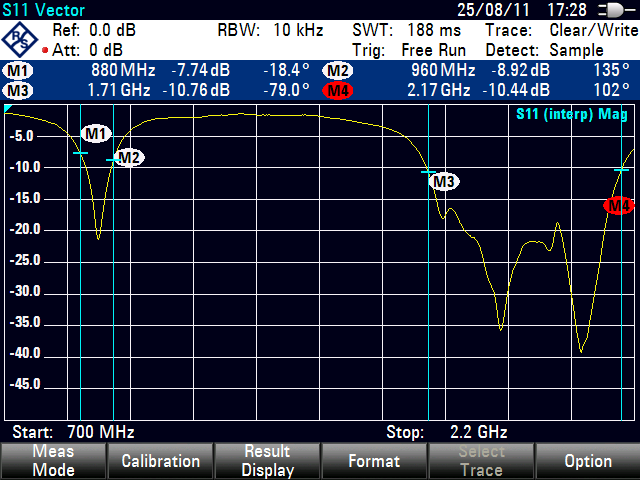 S11 Vector 25/08/11 17:28
Ref: 0.0 dB RBW: 10 kHz SWT: 188 ms Trace: Clear/Write
Att: 0 dB Trig: Free Run Detect: Sample
M1 880 MHz -7.74 dB -18.4° M2 960 MHz -8.92 dB 135°
M3 1.71 GHz -10.76 dB -79.0° M4 2.17 GHz -10.44 dB 102°
S11 (interp) Mag
-5.0
M1
M2
-10.0
M3
-15.0
M4
-20.0
-25.0
-30.0
-35.0
-40.0
-45.0
Start: 700 MHz Stop: 2.2 GHz
Meas Mode
Calibration
Result Display
Format
Select Trace
Option